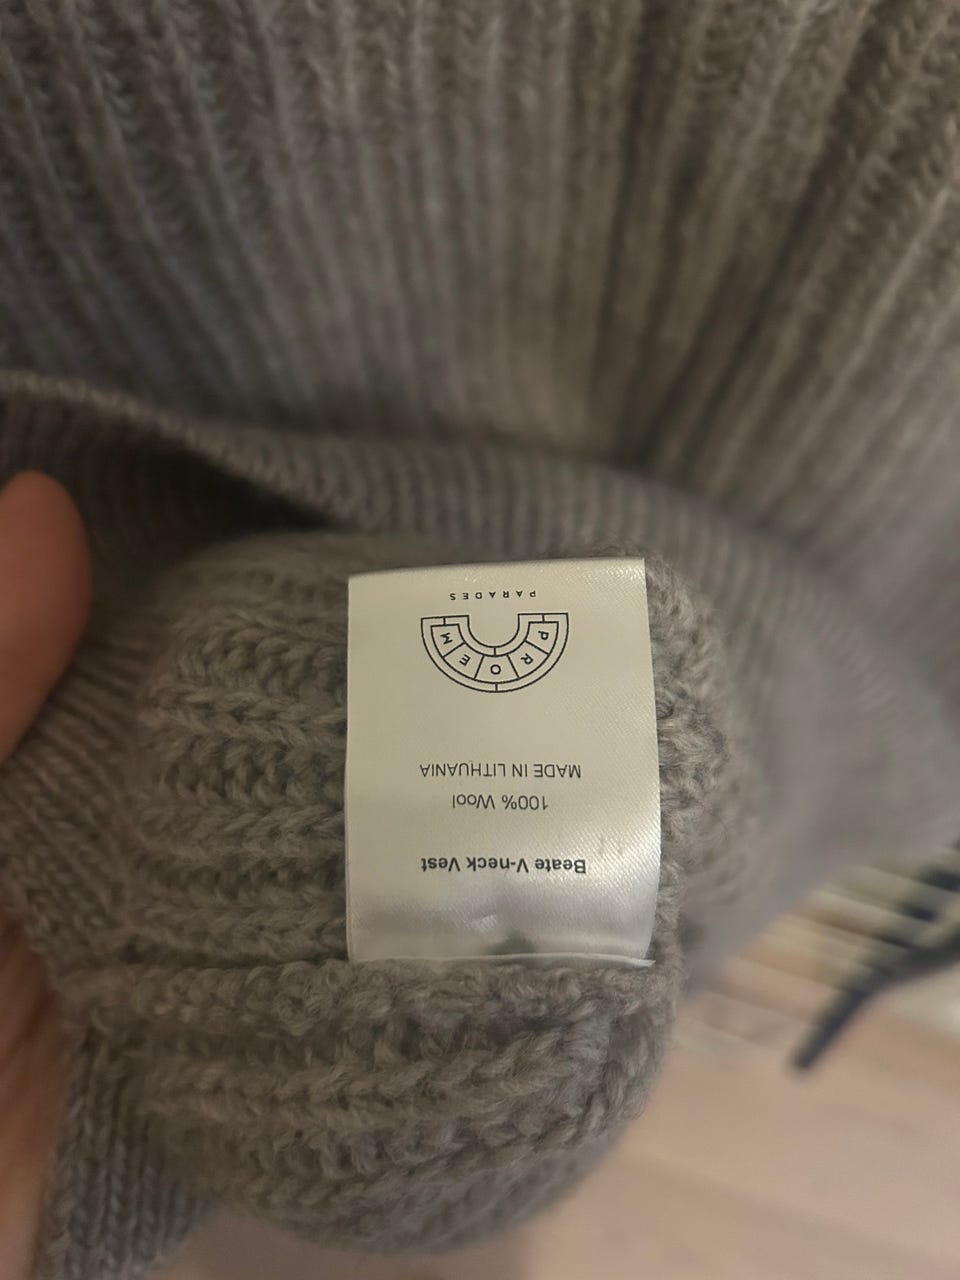 Beate V-neck Vest
100% Wool
MADE IN LITHUANIA
PROEM
PARADES